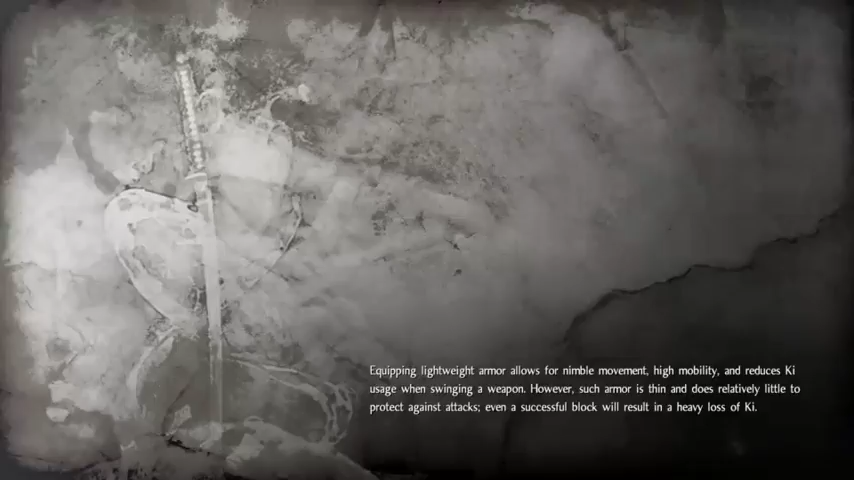 Equipping lightweight armor allows for nimble movement, high mobility, and reduces Ki
usage when swinging a weapon. However, such armor is thin and does relatively little to
protect against attacks; even a successful block will result in a heavy loss of Ki.